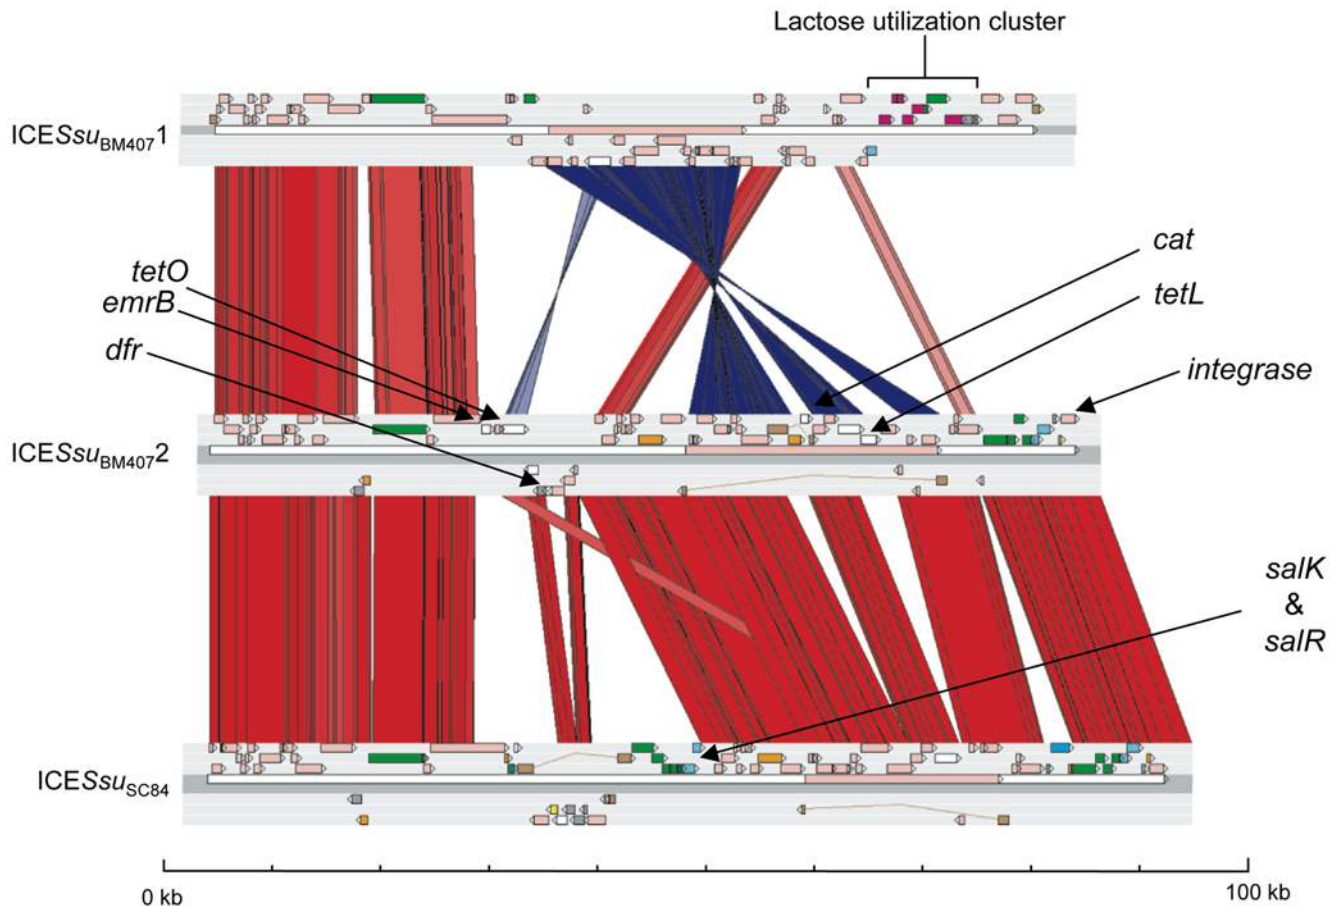 Lactose utilization cluster
ICESsuBM4071
cat
tetO
emrB
tetL
dfr
integrase
ICESsuBM4072
salK
&
salR
ICESsuSC84
0 kb
100 kb